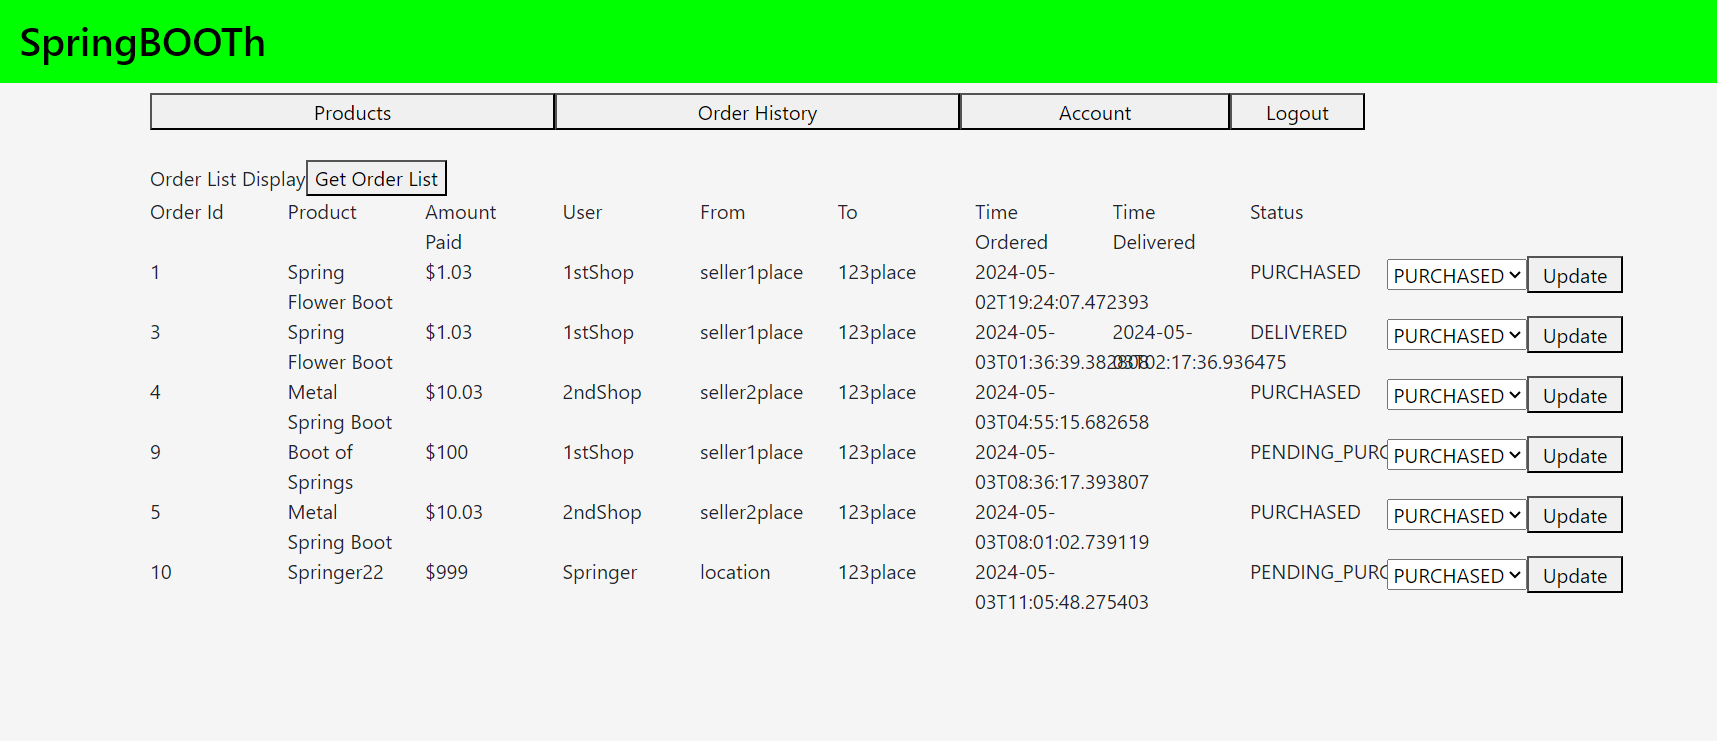 SpringBOOTh
Products Order History Account Logout
Order List Display Get Order List
Order Id Product Amount User From To Time Time Status
Paid Ordered Delivered
1 Spring $1.03 1stShop seller1place 123place 2024-05- PURCHASED PURCHASED Update
Flower Boot 02T19:24:07.472393
3 Spring $1.03 1stShop seller1place 123place 2024-05- 2024-05- DELIVERED PURCHASED Update
Flower Boot 03T01:36:39.382808 03T02:17:36.936475
4 Metal $10.03 2ndShop seller2place 123place 2024-05- PURCHASED PURCHASED Update
Spring Boot 03T04:55:15.682658
9 Boot of $100 1stShop seller1place 123place 2024-05- PENDING_PURC PURCHASED Update
Springs 03T08:36:17.393807
5 Metal $10.03 2ndShop seller2place 123place 2024-05- PURCHASED PURCHASED Update
Spring Boot 03T08:01:02.739119
10 Springer22 $999 Springer location 123place 2024-05- PENDING_PURC PURCHASED Update
03T11:05:48.275403